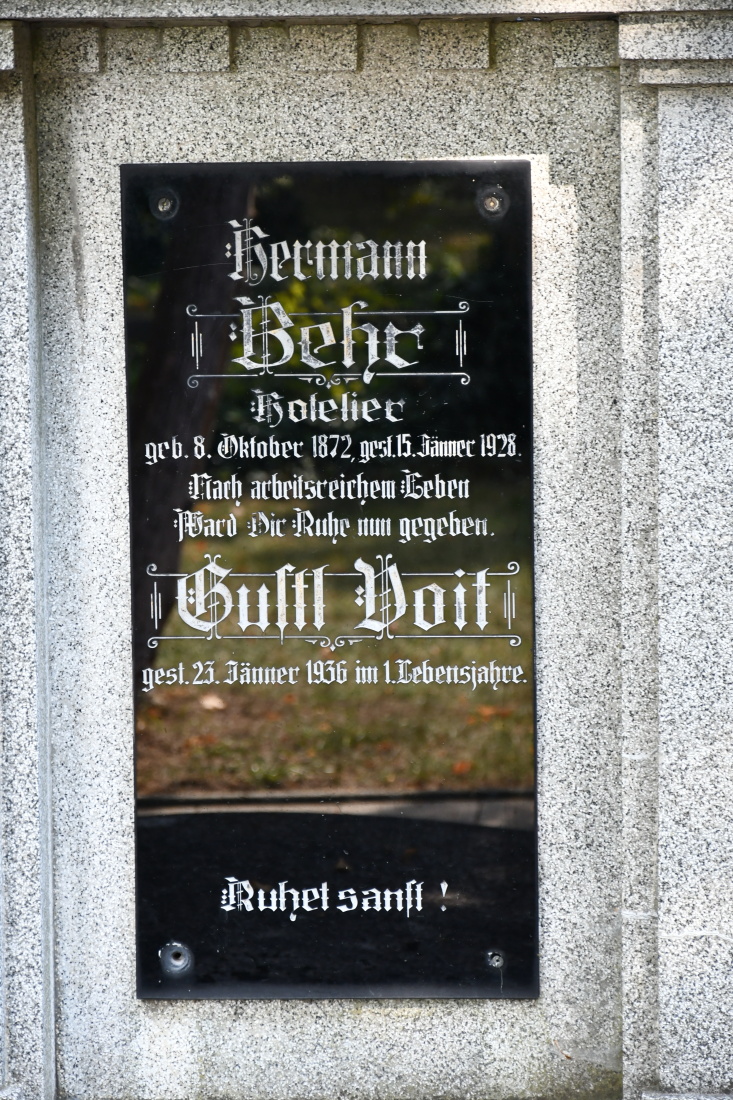 Hermann
Behr
Hotelier
geb. 8. Oktober 1872, gest. 15. Jänner 1928.
Nach arbeitsreichem Leben
Ward Dir Ruhe nun gegeben.
Gustl Voit
gest. 23. Jänner 1936 im 1. Lebensjahre.
Ruhet sanft !